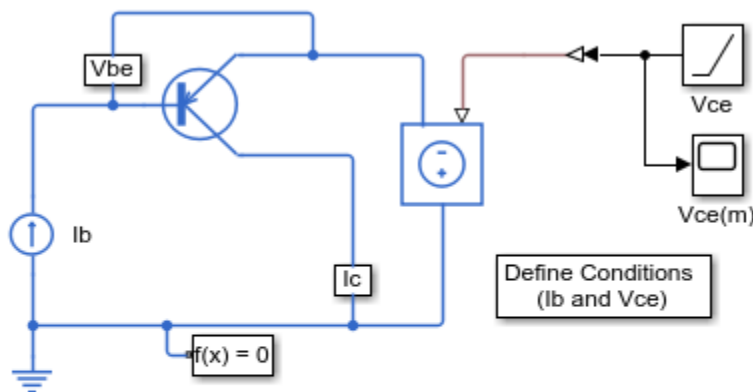 Vbe
Vce
Ib
Vce(m)
Ic
Define Conditions
(Ib and Vce)
f(x) = 0